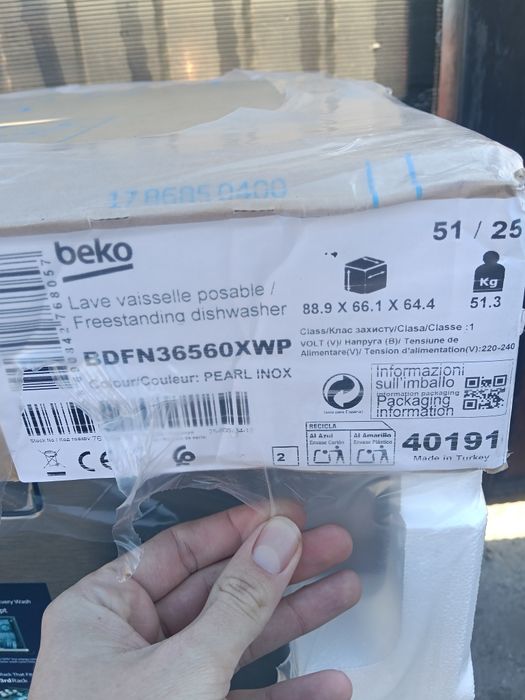 17 8685 0400
51 / 25
beko
Lave vaisselle posable /
Freestanding dishwasher
88.9 X 66.1 X 64.4
Kg
51.3
BDFN36560XWP
Colour/Couleur: PEARL INOX
Class/Клас захисту/Clasa/Classe :1
VOLT (V)/ Напруга (В)/ Tensiune de
Alimentare(V)/ Tension d'alimentation(V):220-240
Informazioni
sull'imballo
Information packaging
Packaging
information
RECICLA
Al Azul
Envase Cartón
Al Amarillo
Envase Plástico
2
40191
Made in Turkey
CE